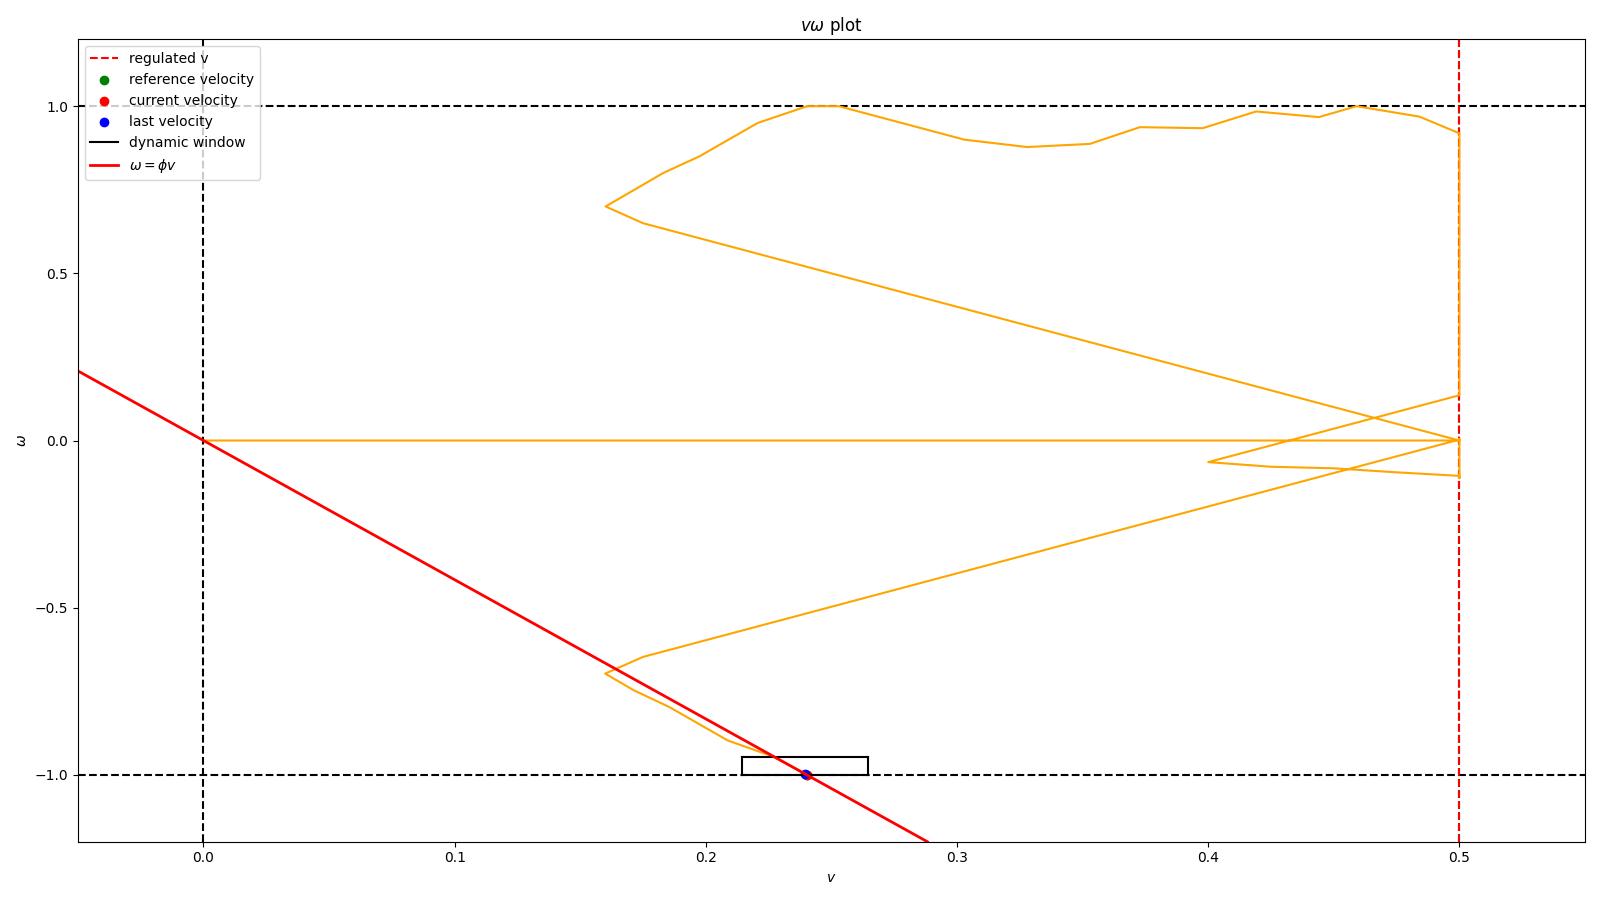 vω plot
regulated v
reference velocity
current velocity
last velocity
dynamic window
ω = ϕv
1.0
0.5
0.0
−0.5
−1.0
ω
0.0 0.1 0.2 0.3 0.4 0.5
v